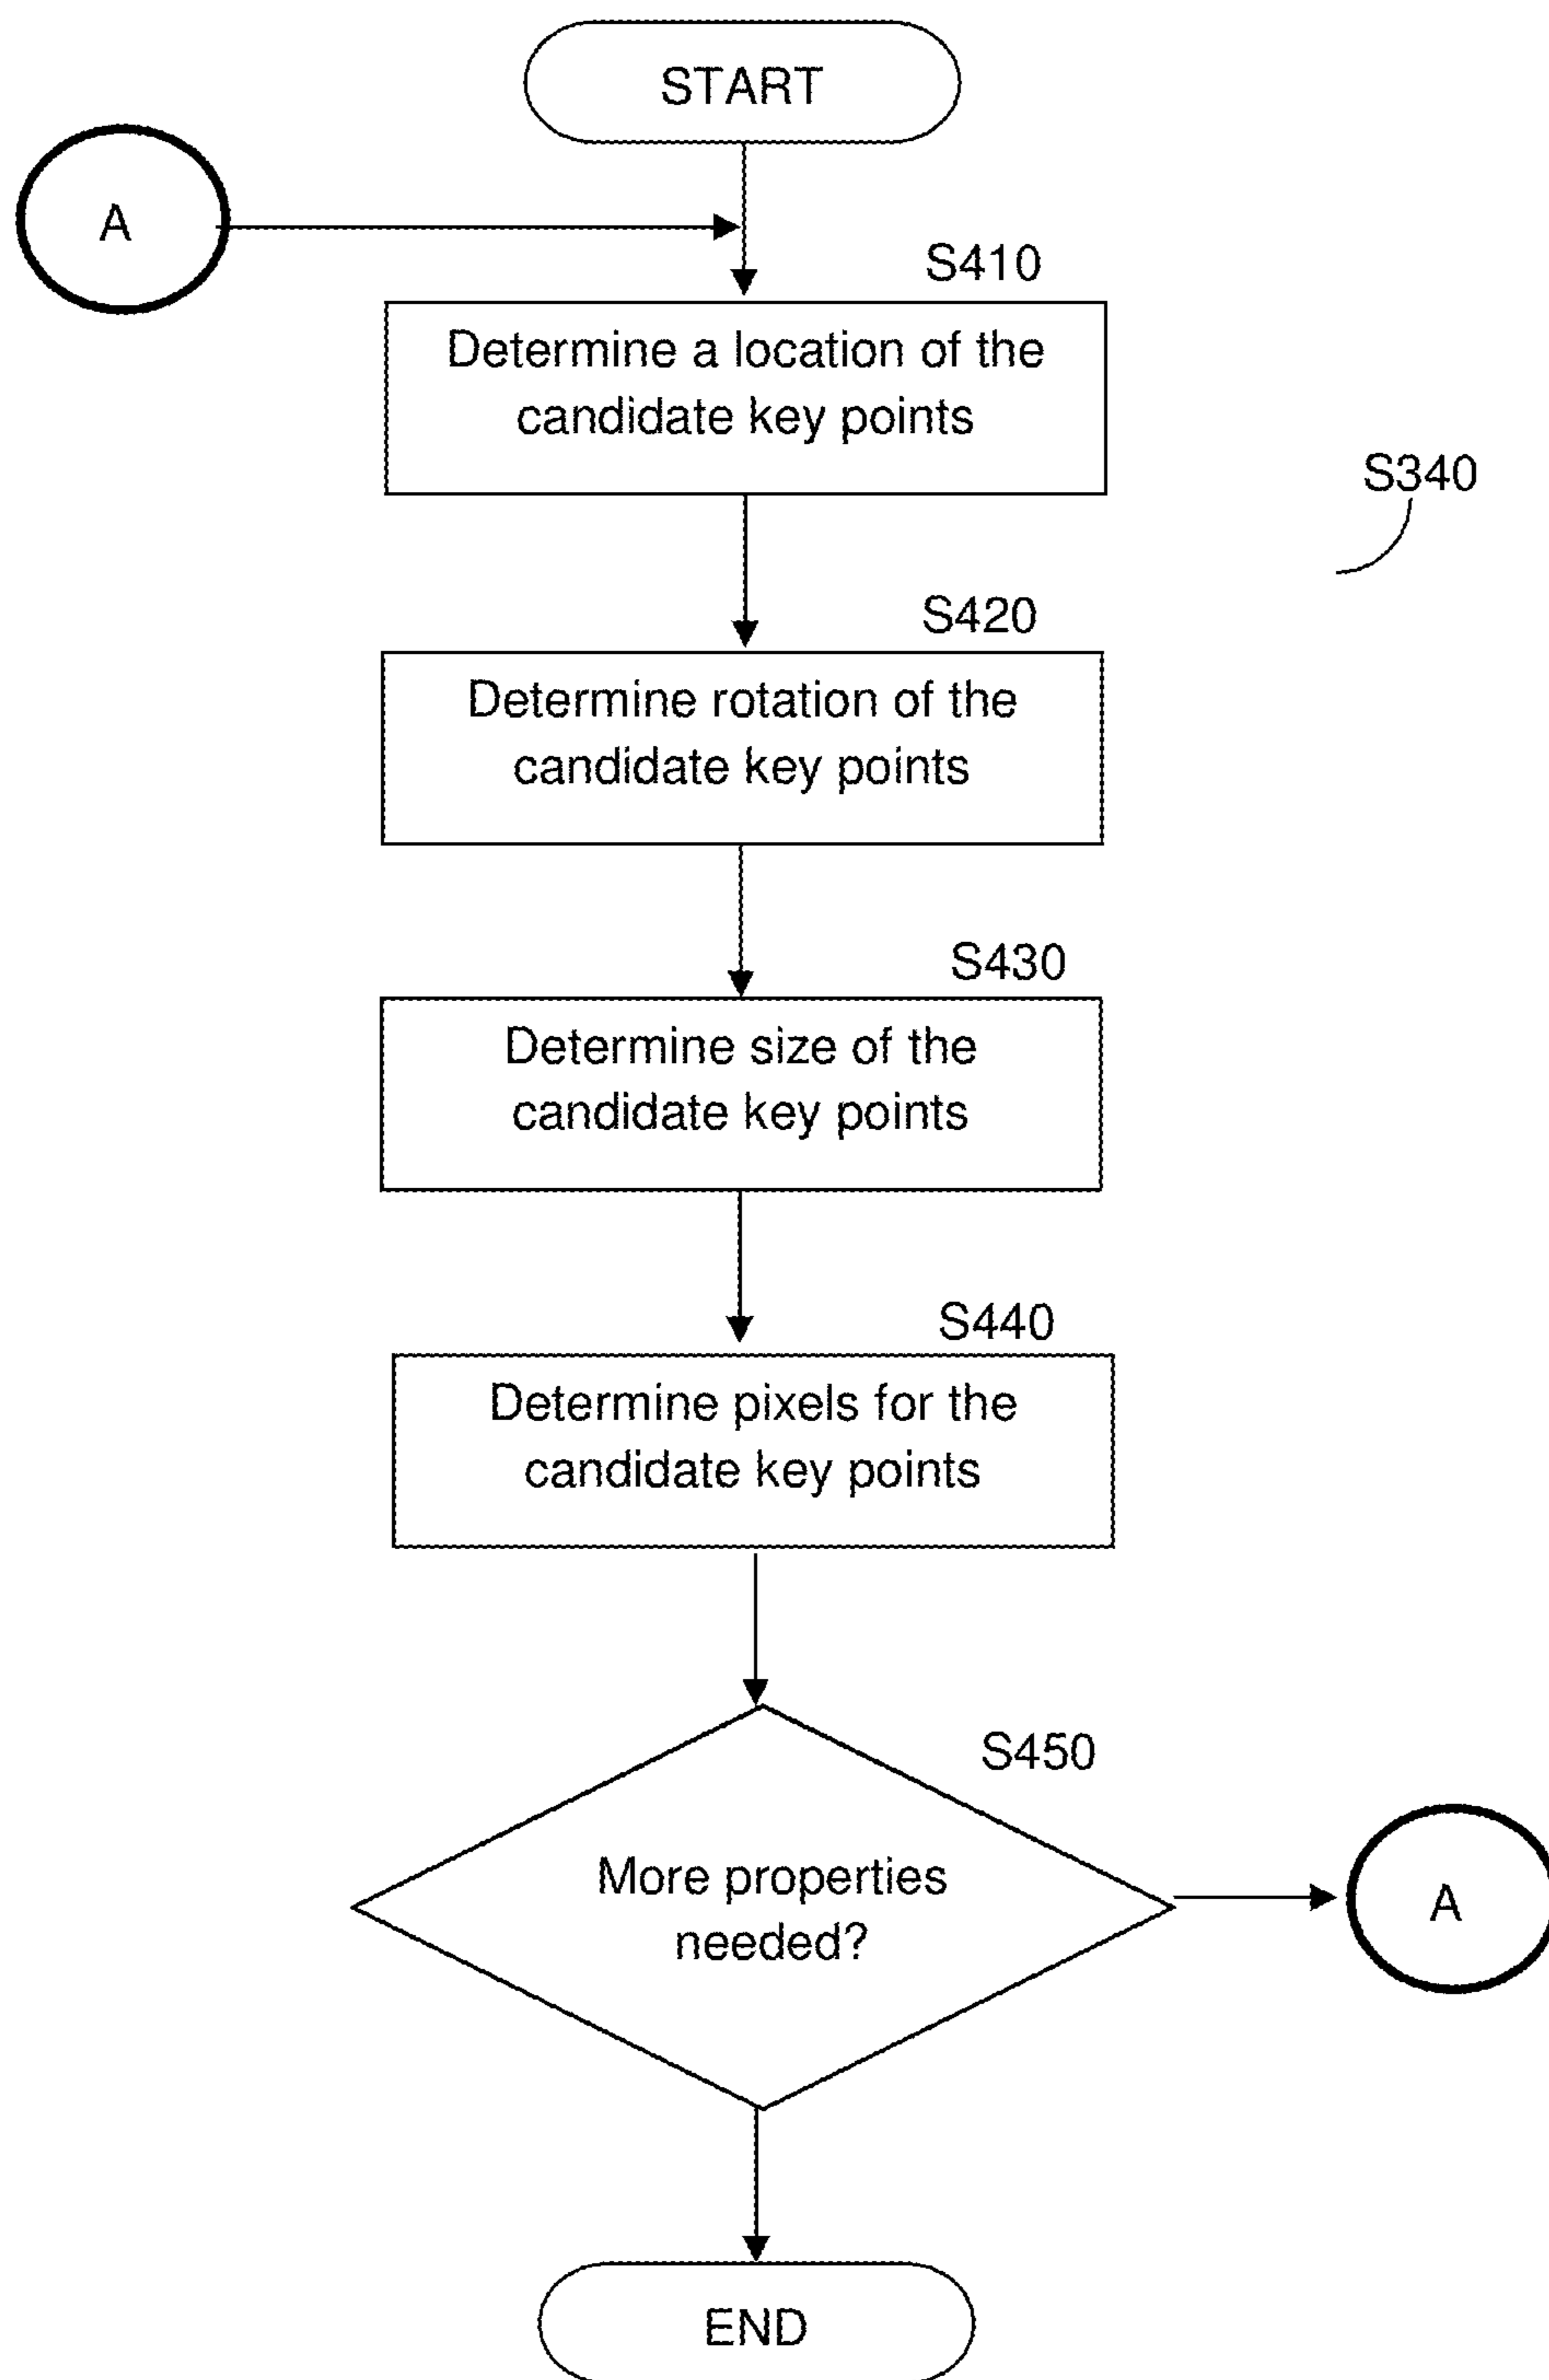 START
A
S410
Determine a location of the
candidate key points
S340
S420
Determine rotation of the
candidate key points
S430
Determine size of the
candidate key points
S440
Determine pixels for the
candidate key points
S450
More properties
needed?
A
END